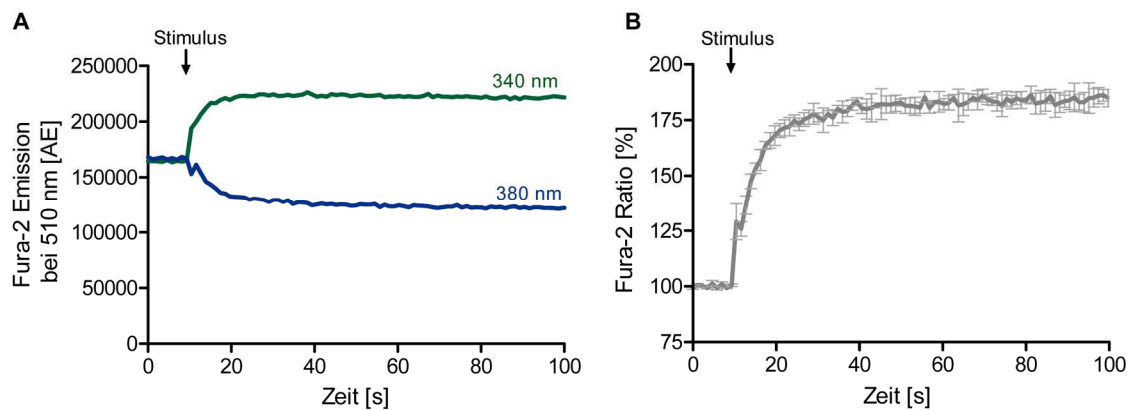 A
Stimulus
250000
200000
150000
100000
50000
0
Fura-2 Emission
bei 510 nm [AE]
340 nm
380 nm
0 20 40 60 80 100
Zeit [s]
B
Stimulus
200
175
150
125
100
75
Fura-2 Ratio [%]
0 20 40 60 80 100
Zeit [s]